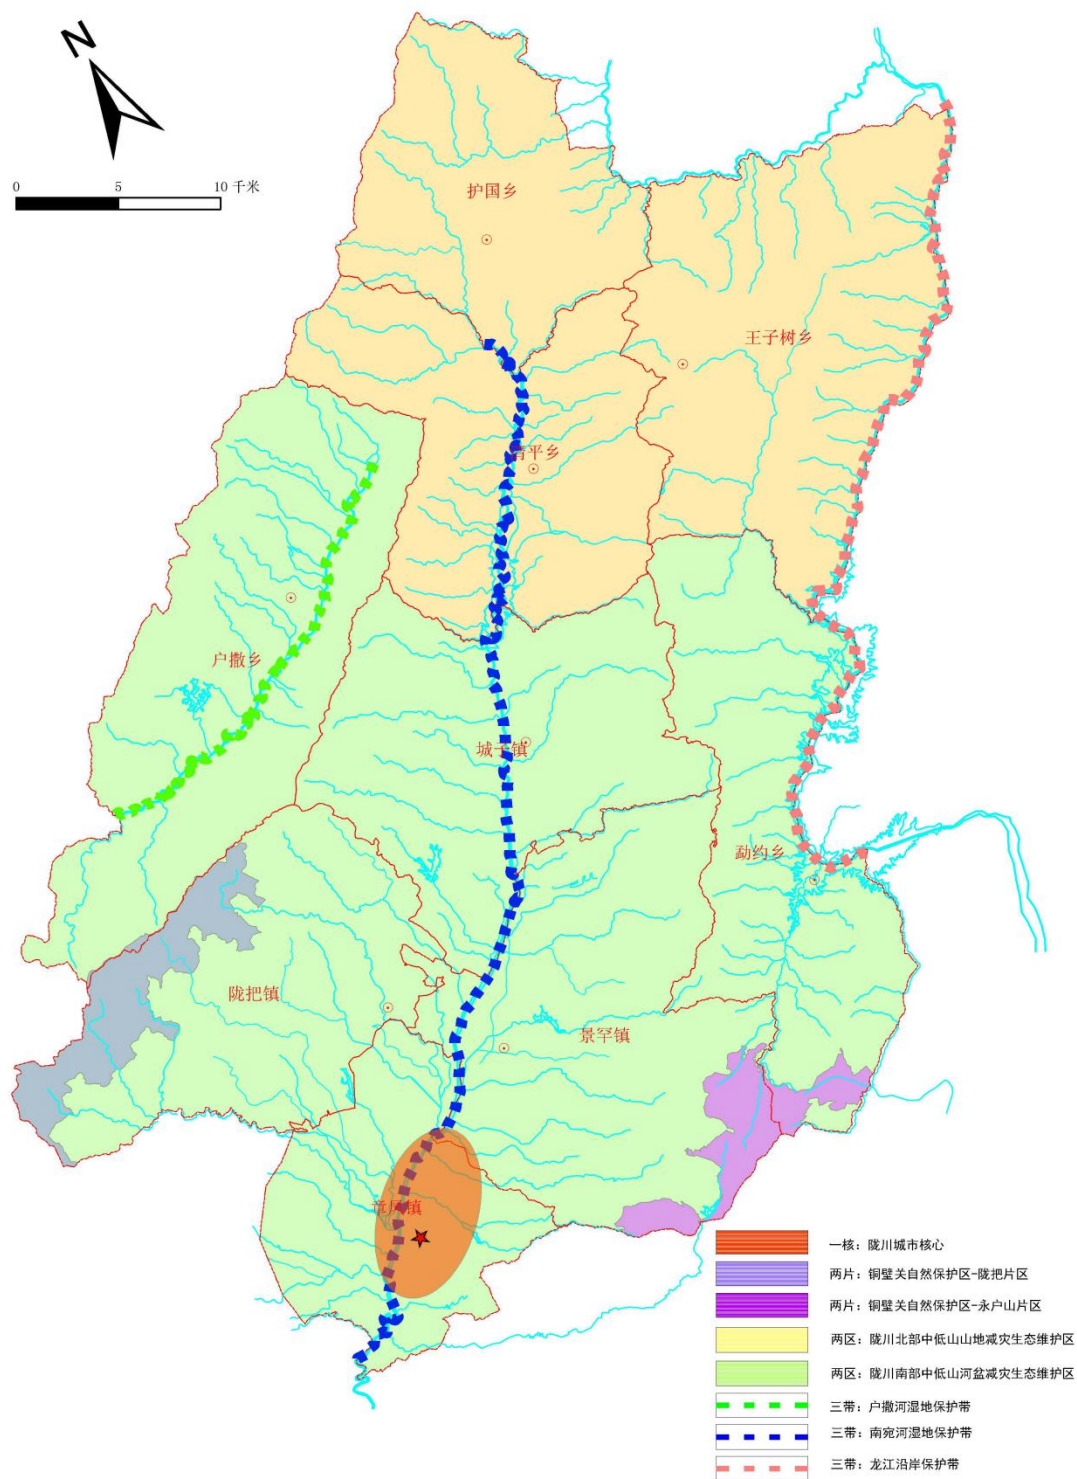 N
0 5 10 千米
护国乡
王子树乡
清平乡
户撒乡
城子镇
勐约乡
陇把镇
景罕镇
章凤镇
一核：陇川城市核心
两片：铜壁关自然保护区-陇把片区
两片：铜壁关自然保护区-永户山片区
两区：陇川北部中低山山地减灾生态维护区
两区：陇川南部中低山河盆减灾生态维护区
三带：户撒河湿地保护带
三带：南宛河湿地保护带
三带：龙江沿岸保护带